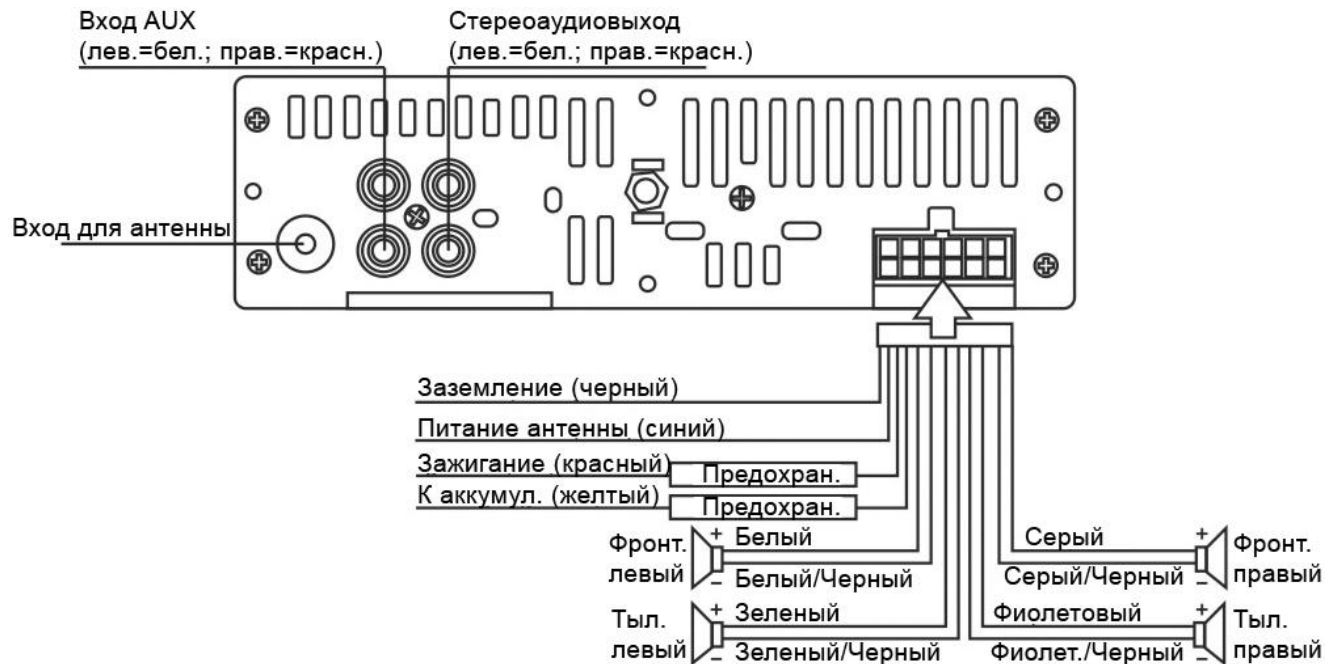 Вход AUX
(лев.=бел.; прав.=красн.)
Стереоаудиовыход
(лев.=бел.; прав.=красн.)
Вход для антенны
Заземление (черный)
Питание антенны (синий)
Зажигание (красный)
Предохран.
К аккумул. (желтый)
Предохран.
Фронт.
левый
+ Белый
– Белый/Черный
Серый +
Серый/Черный –
Фронт.
правый
Тыл.
левый
+ Зеленый
– Зеленый/Черный
Фиолетовый +
Фиолет./Черный –
Тыл.
правый